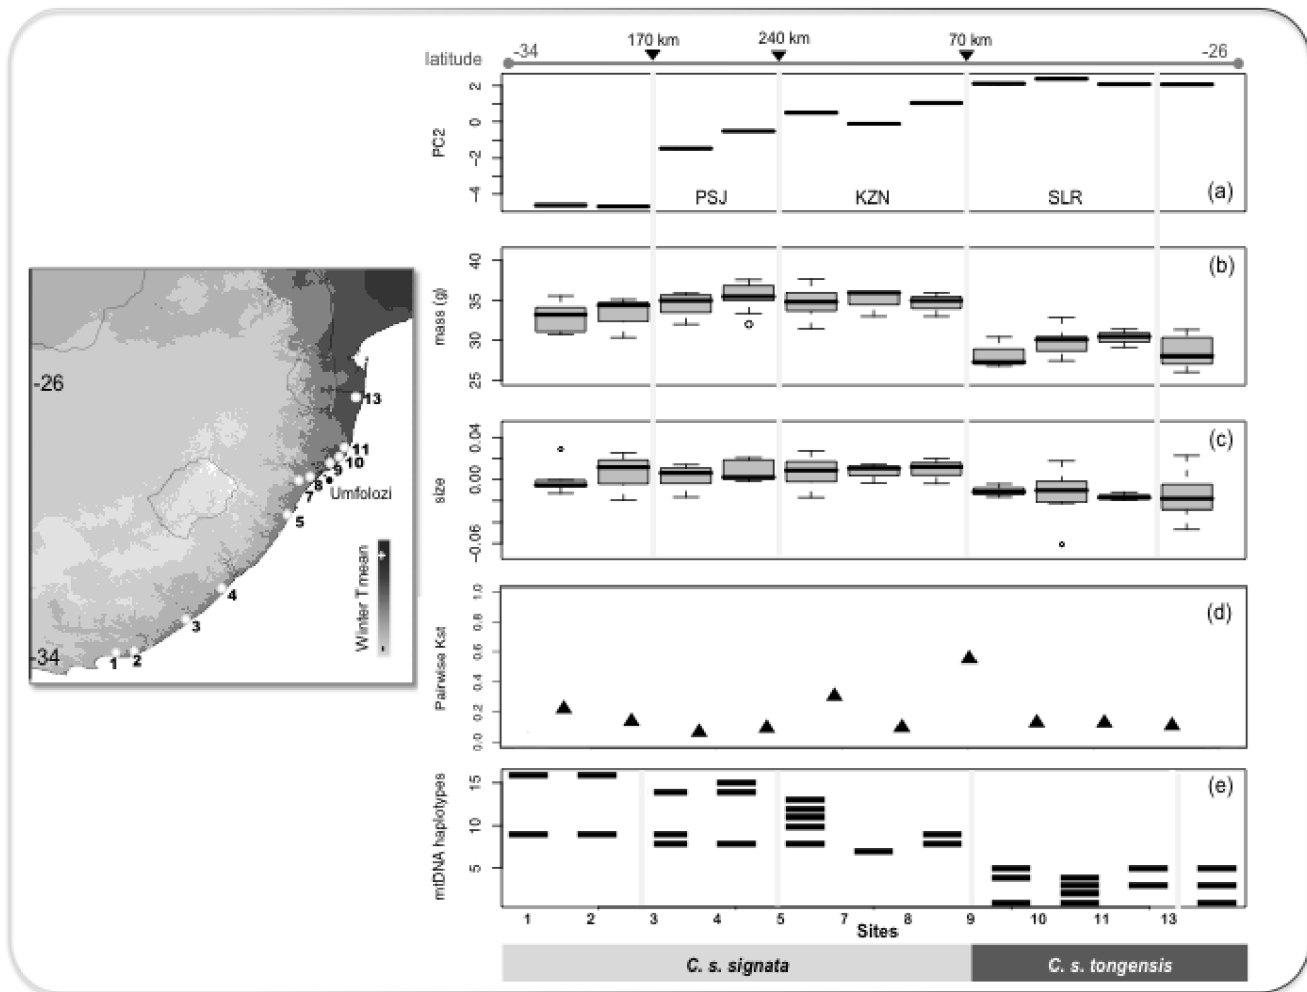 170 km 240 km 70 km
latitude -34 -26
PC2
2
0
-2
-4
PSJ KZN SLR (a)
mass (g)
40
35
30
25
(b)
size
0.04
0.00
-0.06
(c)
Pairwise Kst
1.0
0.8
0.6
0.4
0.2
0.0
(d)
mtDNA haplotypes
15
10
5
(e)
1 2 3 4 5 7 8 9 10 11 13
Sites
C. s. signata C. s. tongensis
-26
13
11
10
9
8
7
Umfolozi
5
4
3
2
1
-34
Winter T mean
+
-